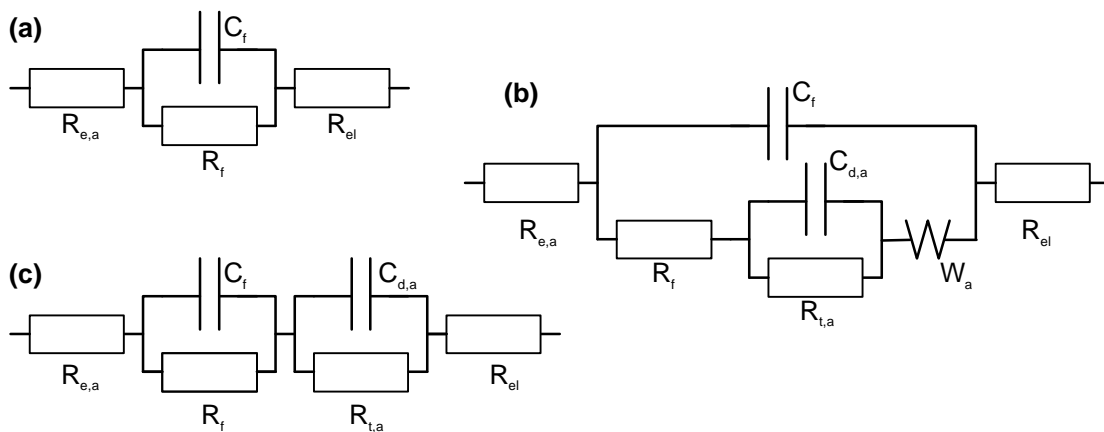 (a)
C_f
R_e,a
R_f
R_el
(b)
C_f
C_d,a
R_e,a
R_f
R_t,a
W_a
R_el
(c)
C_f
C_d,a
R_e,a
R_f
R_t,a
R_el